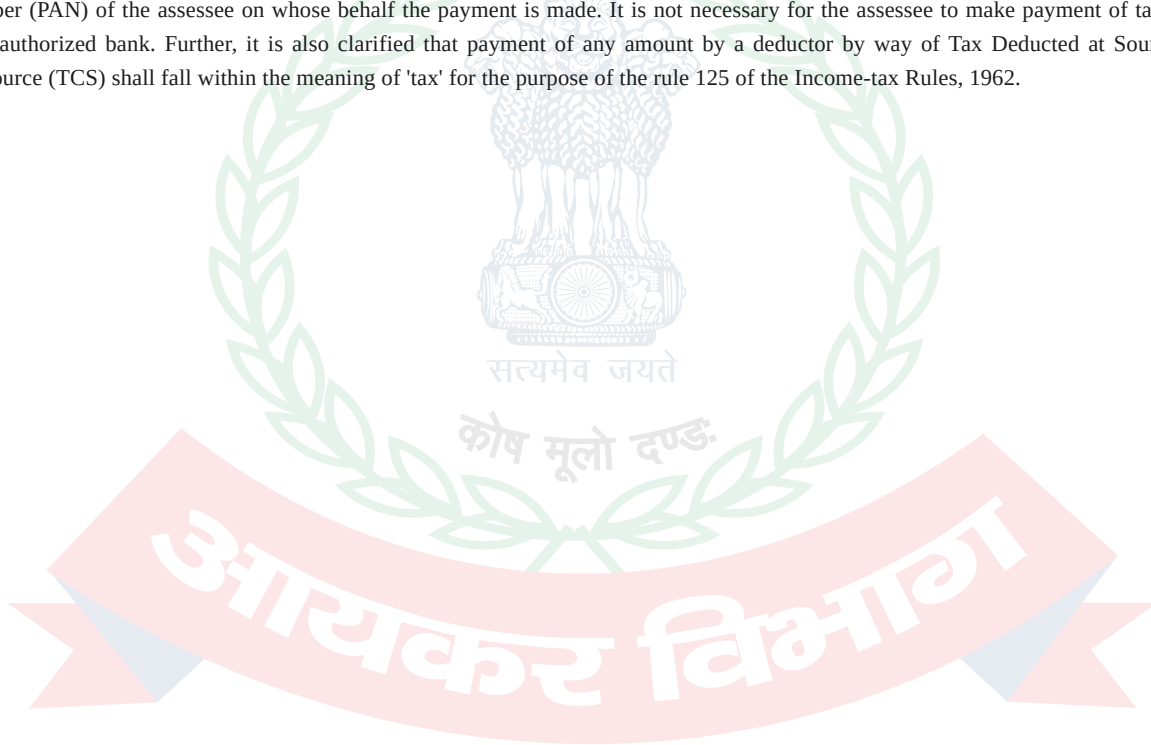 ber (PAN) of the assessee on whose behalf the payment is made. It is not necessary for the assessee to make payment of ta
authorized bank. Further, it is also clarified that payment of any amount by a deductor by way of Tax Deducted at Sour
ource (TCS) shall fall within the meaning of 'tax' for the purpose of the rule 125 of the Income-tax Rules, 1962.
सत्यमेव जयते
कोष मूलो दण्डः
आयकर विभाग